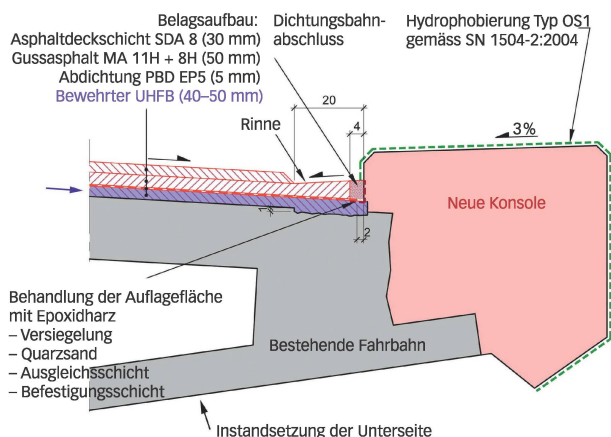 Belagsaufbau:
Asphaltdeckschicht SDA 8 (30 mm)
Gussasphalt MA 11H + 8H (50 mm)
Abdichtung PBD EP5 (5 mm)
Bewehrter UHFB (40–50 mm)
Dichtungsbahn-
abschluss
Hydrophobierung Typ OS1
gemäss SN 1504-2:2004
20
4
Rinne
3%
Neue Konsole
1
2
Behandlung der Auflagefläche
mit Epoxidharz
– Versiegelung
– Quarzsand
– Ausgleichsschicht
– Befestigungsschicht
Bestehende Fahrbahn
Instandsetzung der Unterseite